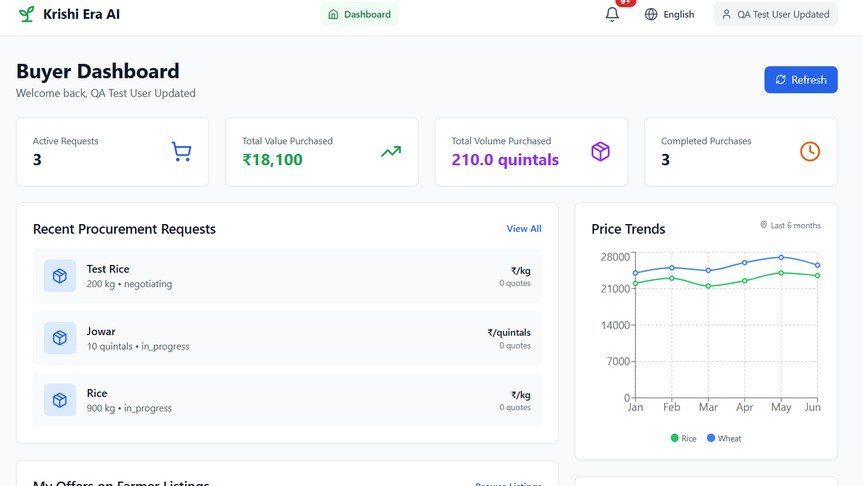 Krishi Era AI
Dashboard
9+
English
QA Test User Updated
Buyer Dashboard
Welcome back, QA Test User Updated
Refresh
Active Requests
3
Total Value Purchased
₹18,100
Total Volume Purchased
210.0 quintals
Completed Purchases
3
Recent Procurement Requests
View All
Test Rice
200 kg • negotiating
₹/kg
0 quotes
Jowar
10 quintals • in_progress
₹/quintals
0 quotes
Rice
900 kg • in_progress
₹/kg
0 quotes
Price Trends
Last 6 months
28000
21000
14000
7000
0
Jan Feb Mar Apr May Jun
Rice Wheat
My Offers on Farmer Listings
Browse Listings